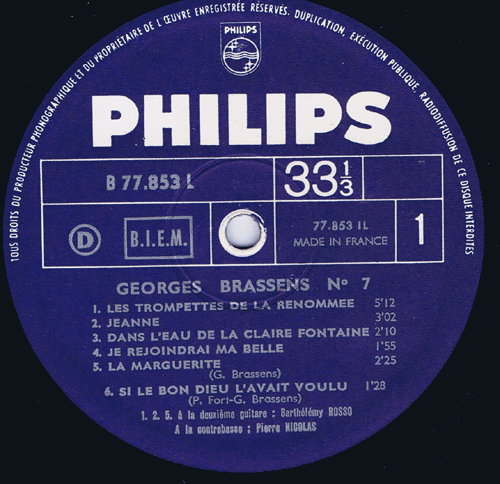 TOUS DROITS DU PRODUCTEUR PHONOGRAPHIQUE ET DU PROPRIÉTAIRE DE L'ŒUVRE ENREGISTRÉE RÉSERVÉS. DUPLICATION, EXÉCUTION PUBLIQUE, RADIODIFFUSION DE CE DISQUE INTERDITES
PHILIPS
PHILIPS
B 77.853 L
33 1/3
D
B.I.E.M.
77.853 1L
MADE IN FRANCE
1
GEORGES BRASSENS Nº 7
1. LES TROMPETTES DE LA RENOMMEE 5'12
2. JEANNE 3'02
3. DANS L'EAU DE LA CLAIRE FONTAINE 2'10
4. JE REJOINDRAI MA BELLE 1'55
5. LA MARGUERITE 2'25
(G. Brassens)
6. SI LE BON DIEU L'AVAIT VOULU 1'28
(P. Fort-G. Brassens)
1. 2. 5. à la deuxième guitare : Barthélémy ROSSO
A la contrebasse : Pierre NICOLAS